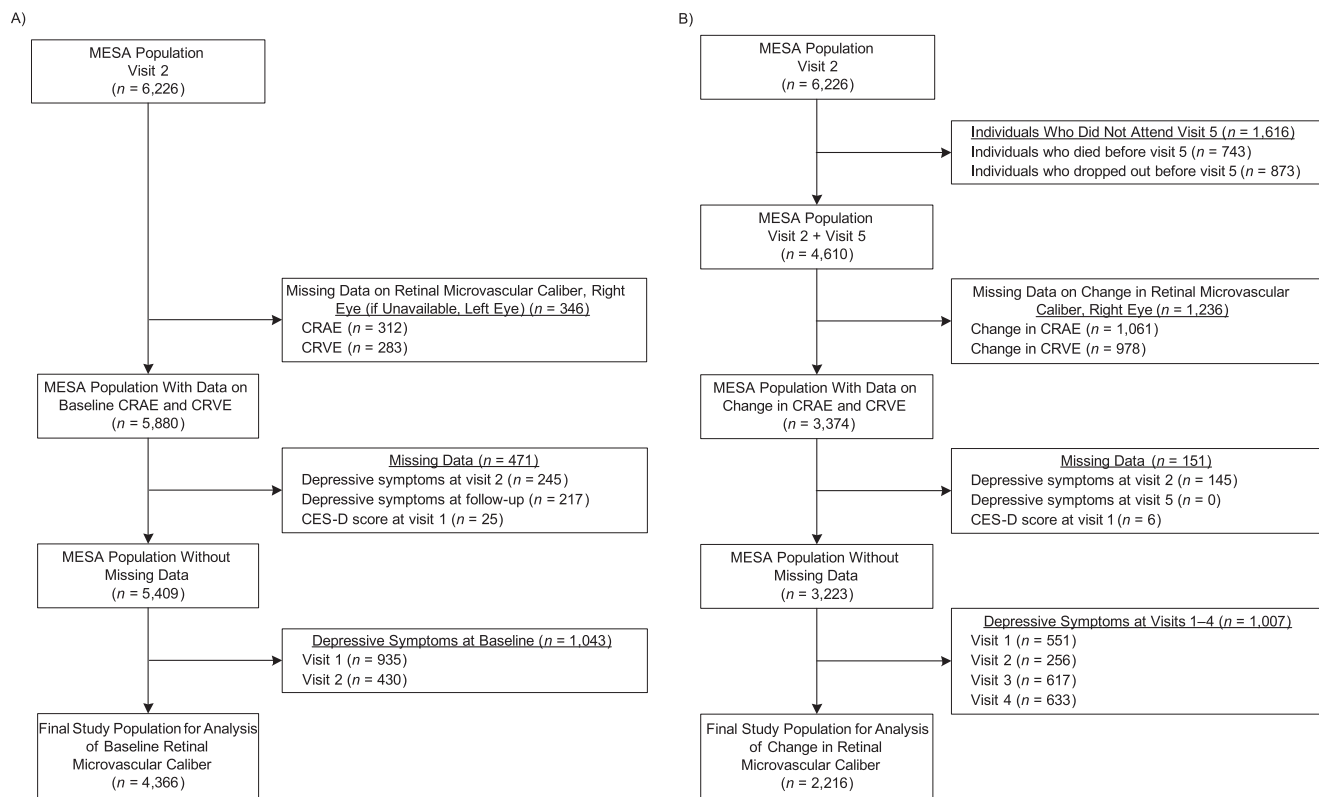 A)
MESA Population
Visit 2
(n = 6,226)
Missing Data on Retinal Microvascular Caliber, Right
Eye (if Unavailable, Left Eye) (n = 346)
CRAE (n = 312)
CRVE (n = 283)
MESA Population With Data on
Baseline CRAE and CRVE
(n = 5,880)
Missing Data (n = 471)
Depressive symptoms at visit 2 (n = 245)
Depressive symptoms at follow-up (n = 217)
CES-D score at visit 1 (n = 25)
MESA Population Without
Missing Data
(n = 5,409)
Depressive Symptoms at Baseline (n = 1,043)
Visit 1 (n = 935)
Visit 2 (n = 430)
Final Study Population for Analysis
of Baseline Retinal
Microvascular Caliber
(n = 4,366)
B)
MESA Population
Visit 2
(n = 6,226)
Individuals Who Did Not Attend Visit 5 (n = 1,616)
Individuals who died before visit 5 (n = 743)
Individuals who dropped out before visit 5 (n = 873)
MESA Population
Visit 2 + Visit 5
(n = 4,610)
Missing Data on Change in Retinal Microvascular
Caliber, Right Eye (n = 1,236)
Change in CRAE (n = 1,061)
Change in CRVE (n = 978)
MESA Population With Data on
Change in CRAE and CRVE
(n = 3,374)
Missing Data (n = 151)
Depressive symptoms at visit 2 (n = 145)
Depressive symptoms at visit 5 (n = 0)
CES-D score at visit 1 (n = 6)
MESA Population Without
Missing Data
(n = 3,223)
Depressive Symptoms at Visits 1–4 (n = 1,007)
Visit 1 (n = 551)
Visit 2 (n = 256)
Visit 3 (n = 617)
Visit 4 (n = 633)
Final Study Population for Analysis
of Change in Retinal
Microvascular Caliber
(n = 2,216)